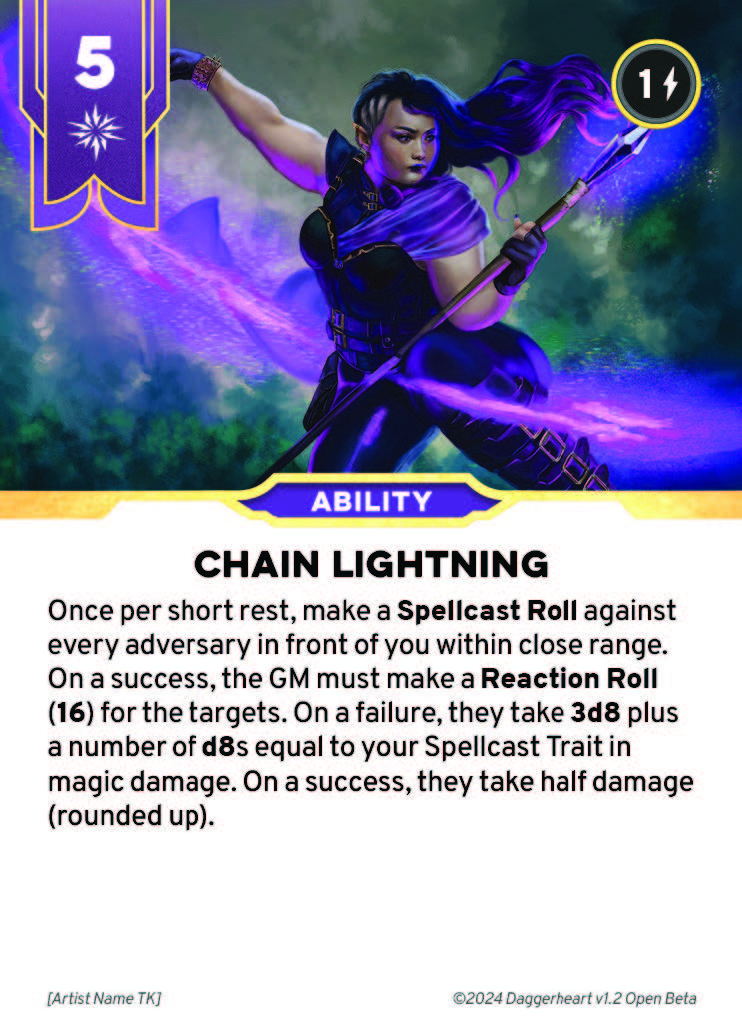 5
1
ABILITY
CHAIN LIGHTNING
Once per short rest, make a Spellcast Roll against
every adversary in front of you within close range.
On a success, the GM must make a Reaction Roll
(16) for the targets. On a failure, they take 3d8 plus
a number of d8s equal to your Spellcast Trait in
magic damage. On a success, they take half damage
(rounded up).
[Artist Name TK]
©2024 Daggerheart v1.2 Open Beta